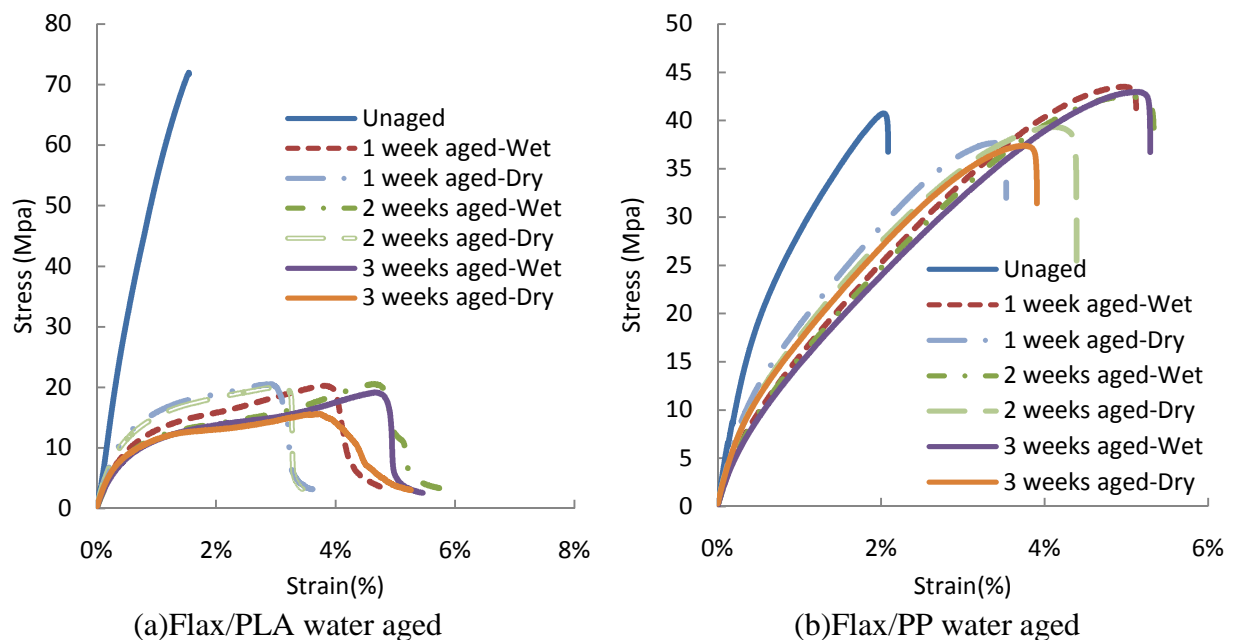 80
70
60
50
40
30
20
10
0
Stress (Mpa)
0% 2% 4% 6% 8%
Strain(%)
Unaged
1 week aged-Wet
1 week aged-Dry
2 weeks aged-Wet
2 weeks aged-Dry
3 weeks aged-Wet
3 weeks aged-Dry
(a)Flax/PLA water aged
50
45
40
35
30
25
20
15
10
5
0
Stress (Mpa)
0% 2% 4% 6%
Strain(%)
Unaged
1 week aged-Wet
1 week aged-Dry
2 weeks aged-Wet
2 weeks aged-Dry
3 weeks aged-Wet
3 weeks aged-Dry
(b)Flax/PP water aged